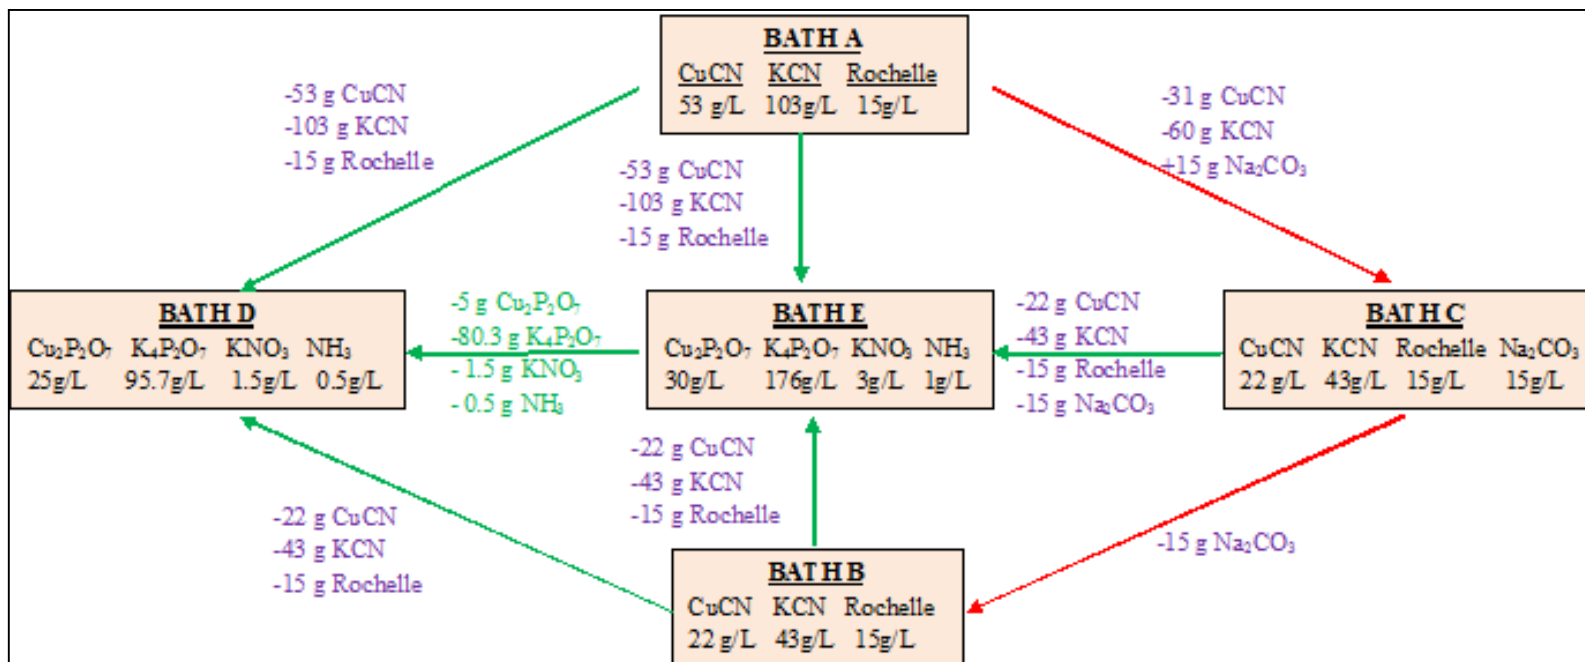 BATH A
CuCN KCN Rochelle
53 g/L 103g/L 15g/L
-53 g CuCN
-103 g KCN
-15 g Rochelle
-31 g CuCN
-60 g KCN
+15 g Na₂CO₃
-53 g CuCN
-103 g KCN
-15 g Rochelle
BATH D
Cu₂P₂O₇ K₄P₂O₇ KNO₃ NH₃
25g/L 95.7g/L 1.5g/L 0.5g/L
-5 g Cu₂P₂O₇
-80.3 g K₄P₂O₇
- 1.5 g KNO₃
- 0.5 g NH₃
BATH E
Cu₂P₂O₇ K₄P₂O₇ KNO₃ NH₃
30g/L 176g/L 3g/L 1g/L
-22 g CuCN
-43 g KCN
-15 g Rochelle
-15 g Na₂CO₃
BATH C
CuCN KCN Rochelle Na₂CO₃
22 g/L 43g/L 15g/L 15g/L
-22 g CuCN
-43 g KCN
-15 g Rochelle
-22 g CuCN
-43 g KCN
-15 g Rochelle
-15 g Na₂CO₃
BATH B
CuCN KCN Rochelle
22 g/L 43g/L 15g/L